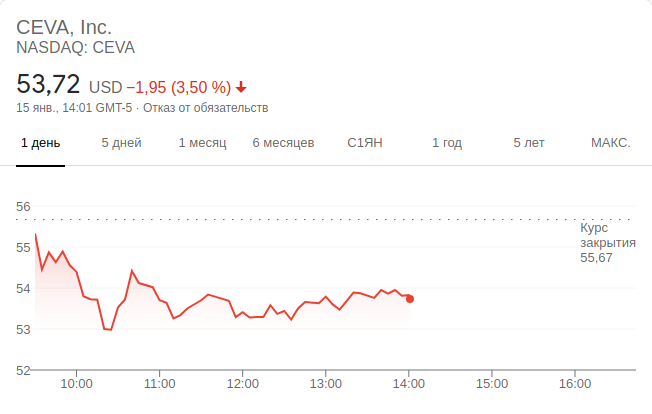 CEVA, Inc.
NASDAQ: CEVA
53,72 USD −1,95 (3,50 %)
15 янв., 14:01 GMT-5 · Отказ от обязательств
1 день 5 дней 1 месяц 6 месяцев С1ЯН 1 год 5 лет МАКС.
56
Курс
закрытия
55,67
55
54
53
52
10:00 11:00 12:00 13:00 14:00 15:00 16:00